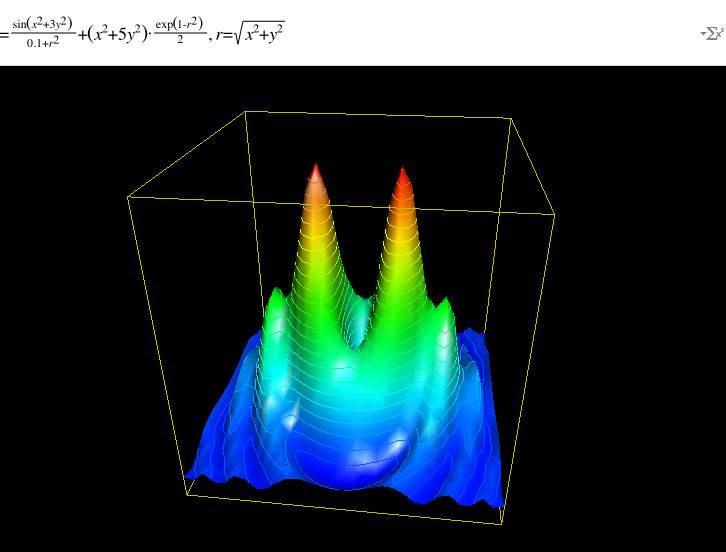 =sin(x²+3y²)/0.1+r² +(x²+5y²)·exp(1-r²)/2, r=√x²+y²